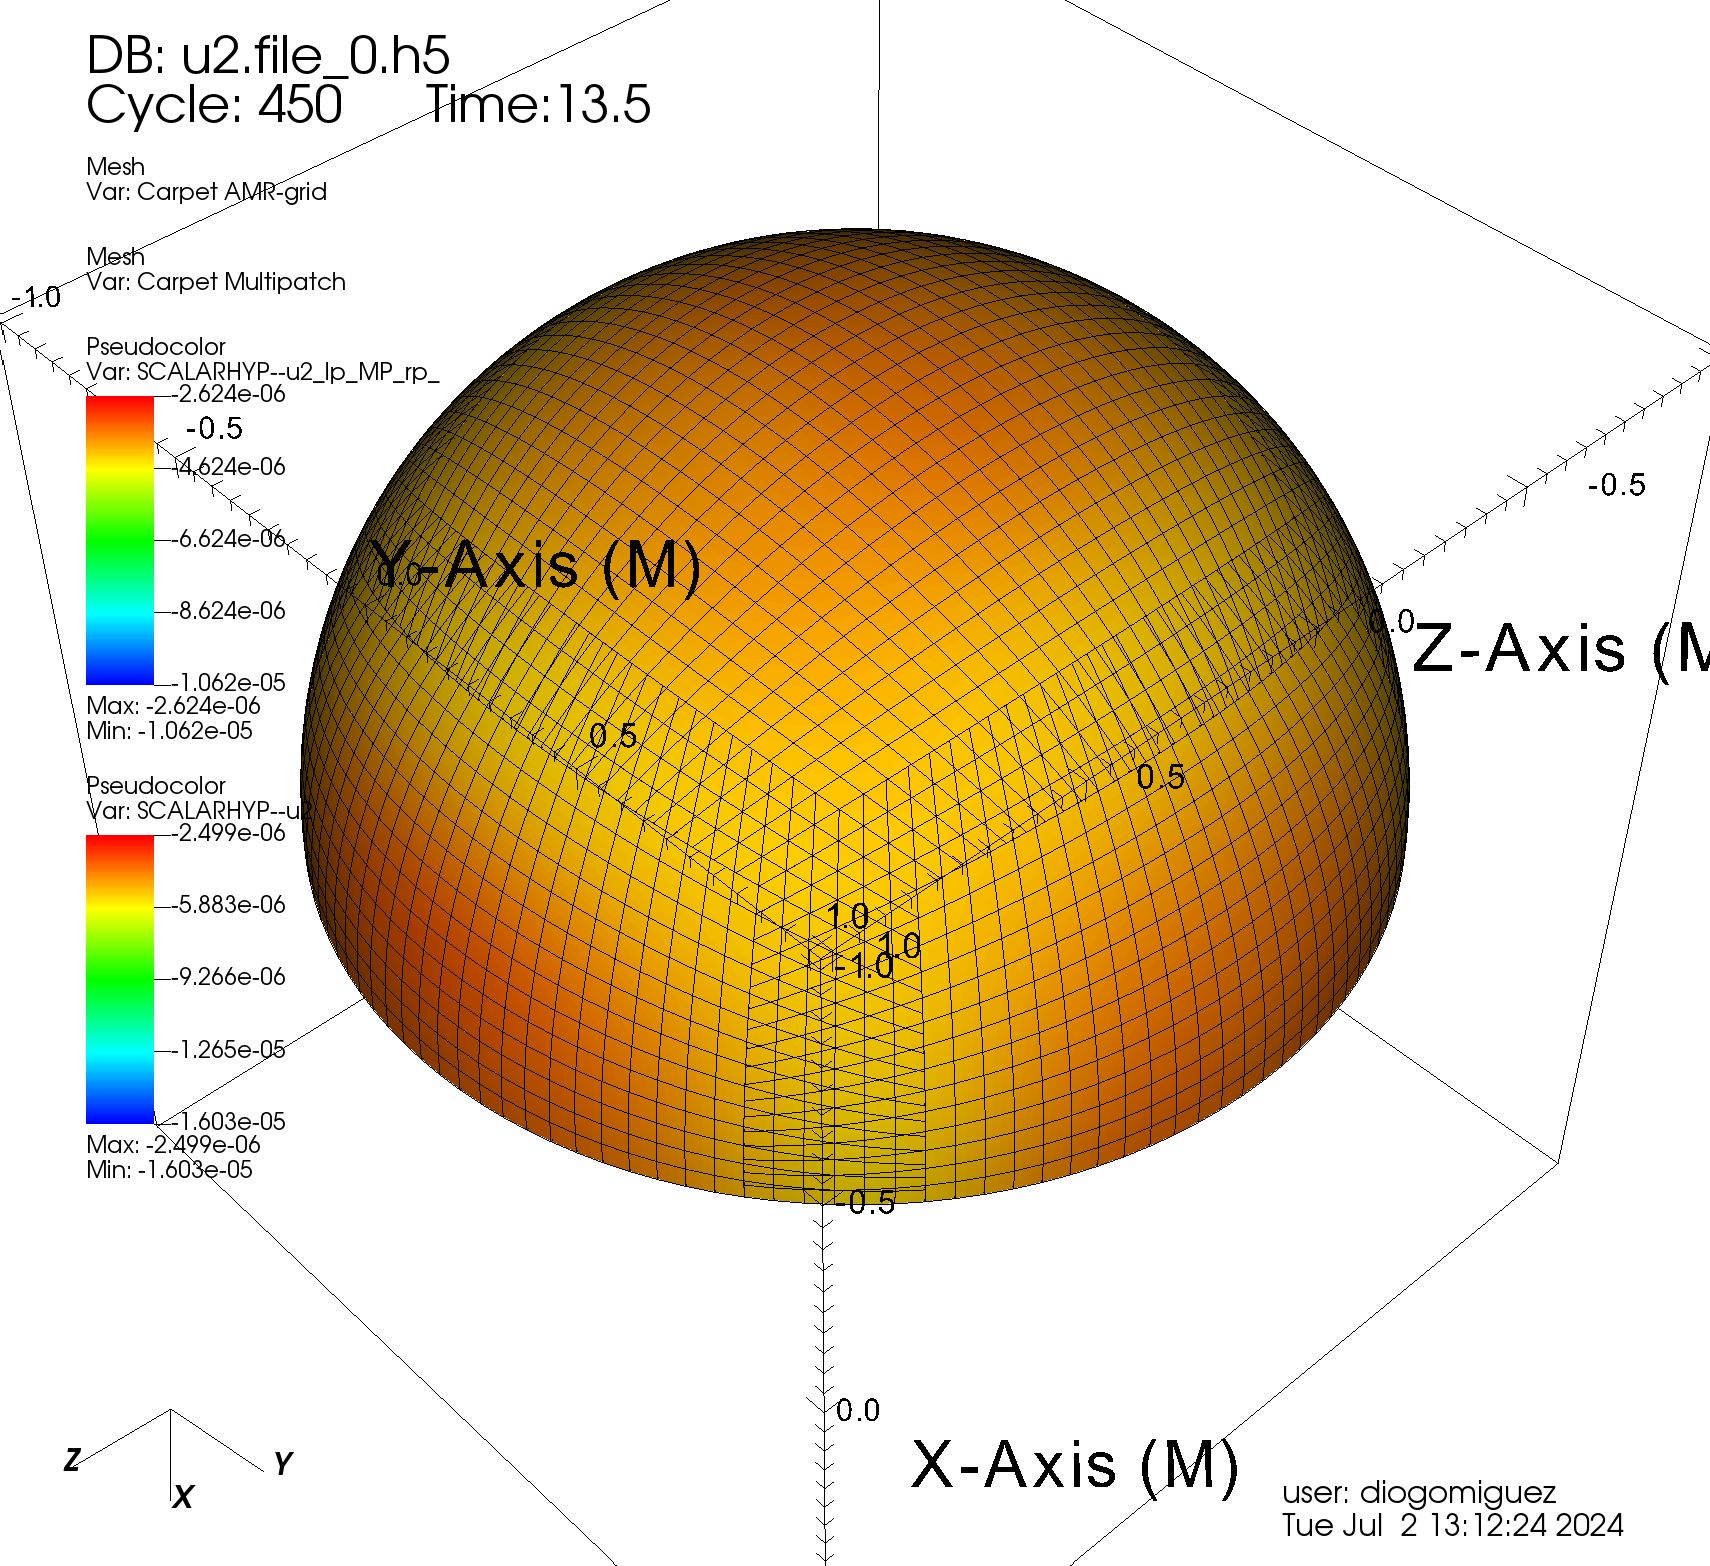 DB: u2.file_0.h5
Cycle: 450 Time:13.5
Mesh
Var: Carpet AMR-grid
Mesh
Var: Carpet Multipatch
-1.0
Pseudocolor
Var: SCALARHYP--u2_lp_MP_rp_
-2.624e-06
-4.624e-06
-6.624e-06
-8.624e-06
-1.062e-05
Max: -2.624e-06
Min: -1.062e-05
-0.5
0.0
Y-Axis (M)
0.5
1.0
-0.5
0.0
Z-Axis (M
0.5
1.0
Pseudocolor
Var: SCALARHYP--u2
-2.499e-06
-5.883e-06
-9.266e-06
-1.265e-05
-1.603e-05
Max: -2.499e-06
Min: -1.603e-05
-1.0
-0.5
0.0
X-Axis (M)
Z
Y
X
user: diogomiguez
Tue Jul 2 13:12:24 2024